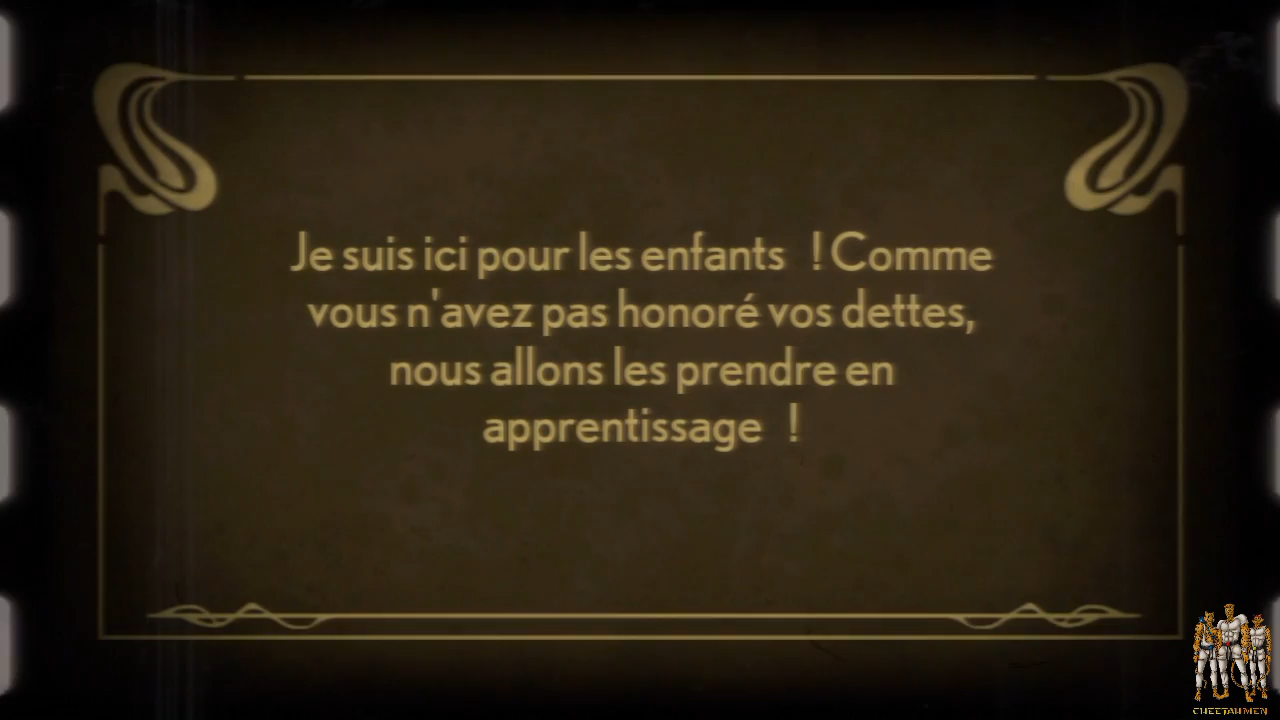 Je suis ici pour les enfants  ! Comme
vous n'avez pas honoré vos dettes,
nous allons les prendre en
apprentissage  !
CHEETAHMEN